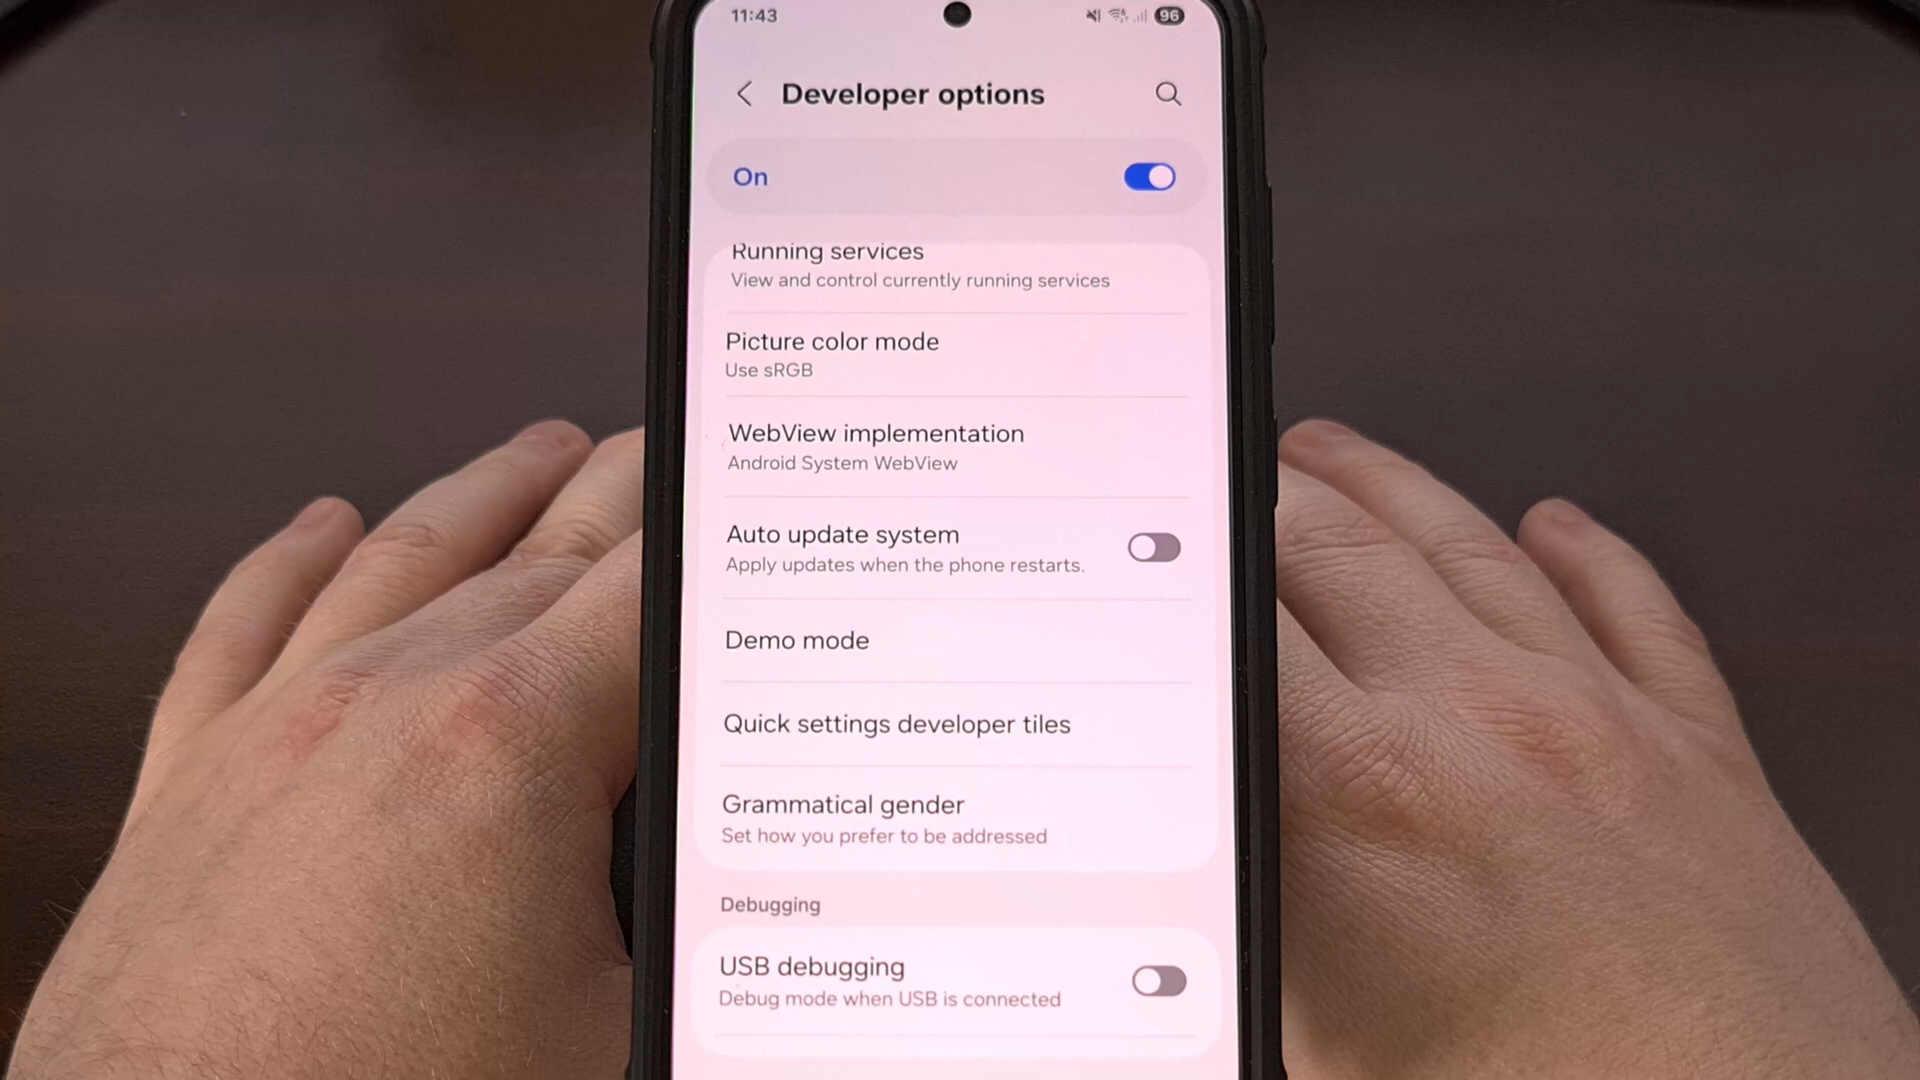 11:43
96
Developer options
On
Running services
View and control currently running services
Picture color mode
Use sRGB
WebView implementation
Android System WebView
Auto update system
Apply updates when the phone restarts.
Demo mode
Quick settings developer tiles
Grammatical gender
Set how you prefer to be addressed
Debugging
USB debugging
Debug mode when USB is connected